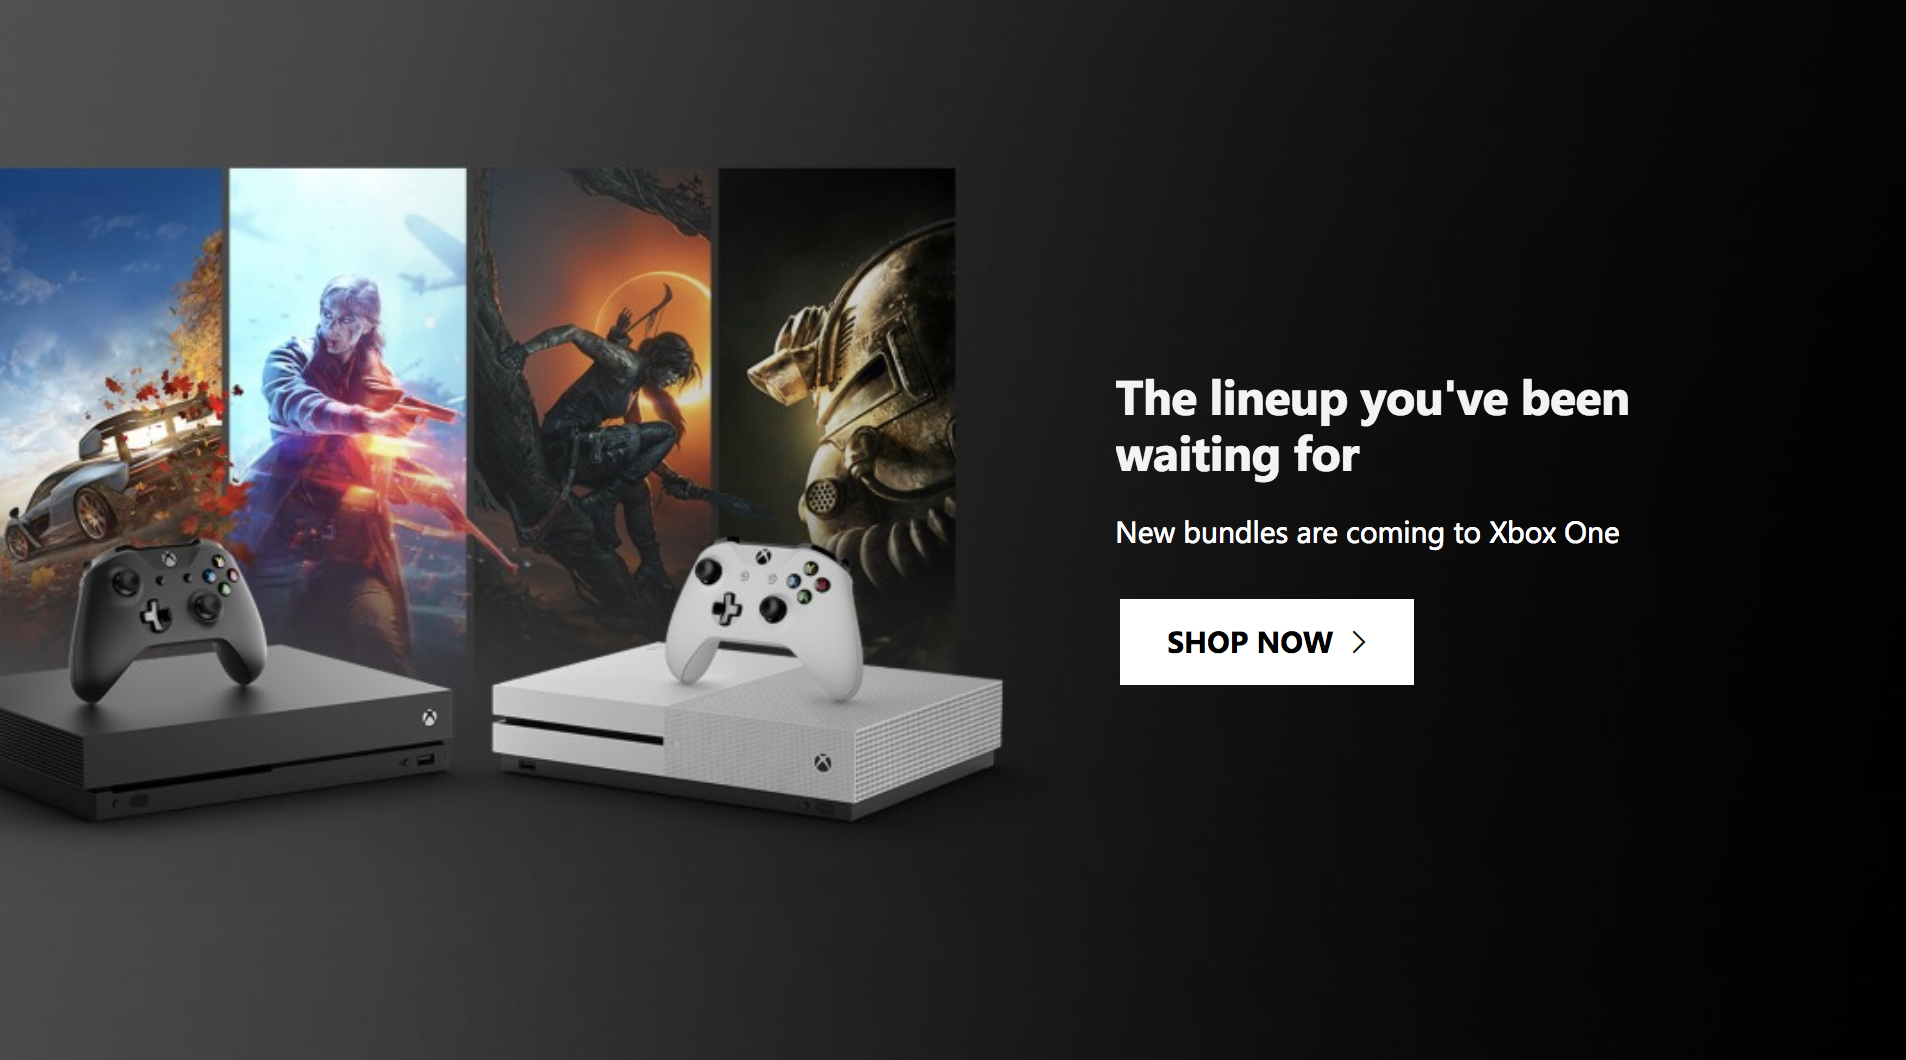 The lineup you've been
waiting for
New bundles are coming to Xbox One
SHOP NOW